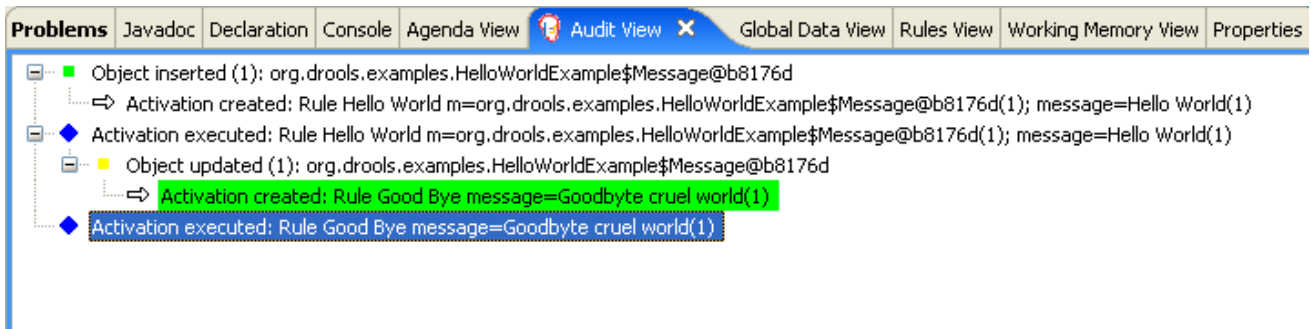 Problems Javadoc Declaration Console Agenda View Audit View Global Data View Rules View Working Memory View Properties
Object inserted (1): org.drools.examples.HelloWorldExample$Message@b8176d
Activation created: Rule Hello World m=org.drools.examples.HelloWorldExample$Message@b8176d(1); message=Hello World(1)
Activation executed: Rule Hello World m=org.drools.examples.HelloWorldExample$Message@b8176d(1); message=Hello World(1)
Object updated (1): org.drools.examples.HelloWorldExample$Message@b8176d
Activation created: Rule Good Bye message=Goodbyte cruel world(1)
Activation executed: Rule Good Bye message=Goodbyte cruel world(1)